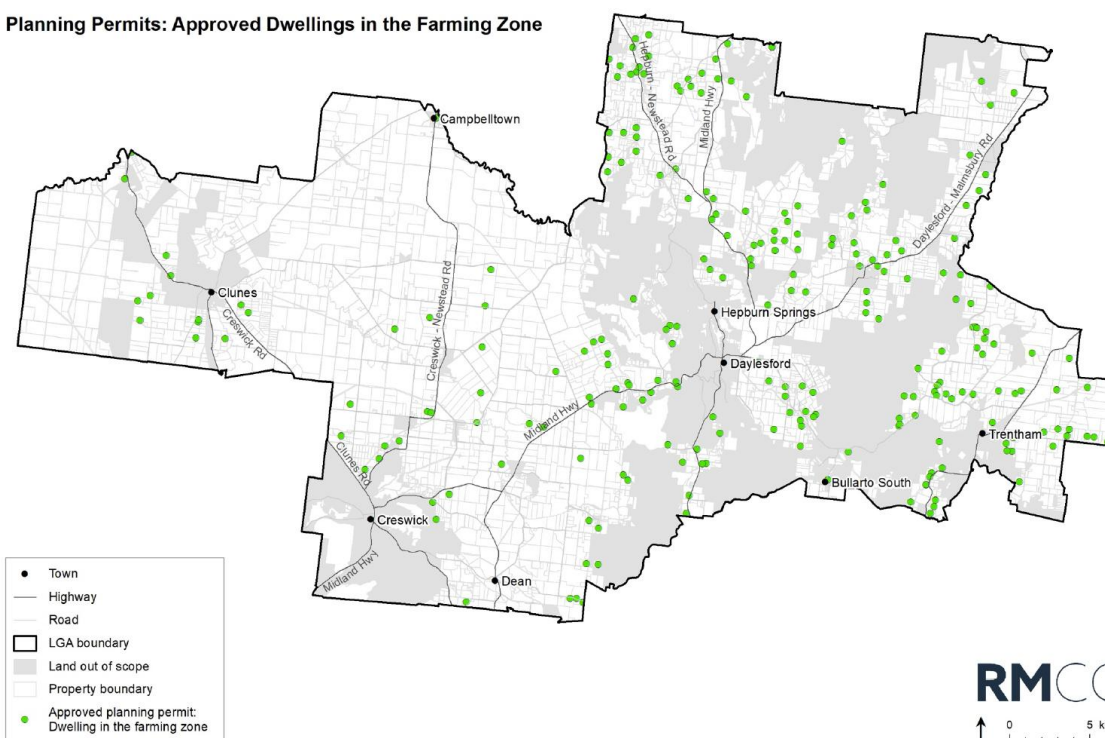 Planning Permits: Approved Dwellings in the Farming Zone
Hepburn - Newstead Rd
Midland Hwy
Campbelltown
Daylesford - Malmsbury Rd
Clunes
Creswick Rd
Creswick - Newstead Rd
Hepburn Springs
Daylesford
Midland Hwy
Trentham
Clunes Rd
Bullarto South
Creswick
Midland Hwy
Dean
Town
Highway
Road
LGA boundary
Land out of scope
Property boundary
Approved planning permit:
Dwelling in the farming zone
RMC
0 5 k